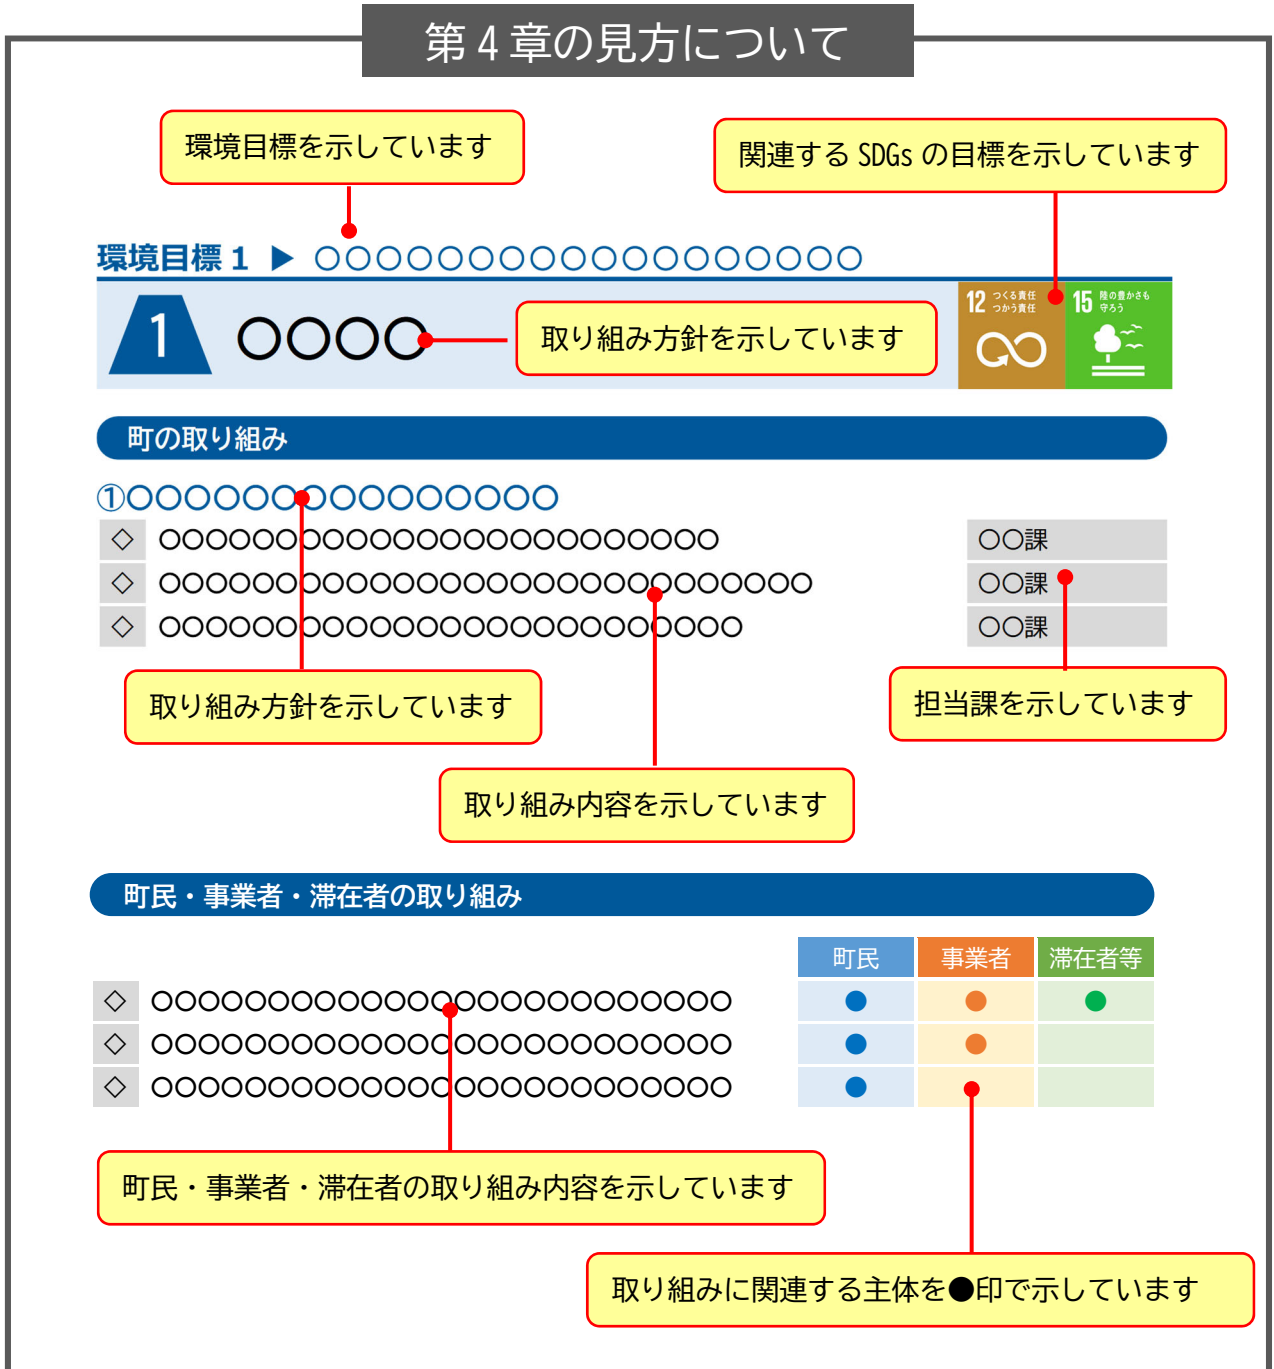 第4章の見方について
環境目標を示しています
関連する SDGs の目標を示しています
環境目標1 ▶ ○○○○○○○○○○○○○○○○○○
1 ○○○○
取り組み方針を示しています
12 つくる責任
つかう責任
15 陸の豊かさも
守ろう
町の取り組み
①○○○○○○○○○○○○○○○
◇ ○○○○○○○○○○○○○○○○○○○○○○○○ ○○課
◇ ○○○○○○○○○○○○○○○○○○○○○○○○○○○○ ○○課
◇ ○○○○○○○○○○○○○○○○○○○○○○○○○ ○○課
取り組み方針を示しています
担当課を示しています
取り組み内容を示しています
町民・事業者・滞在者の取り組み
町民 事業者 滞在者等
◇ ○○○○○○○○○○○○○○○○○○○○○○○○○ ● ● ●
◇ ○○○○○○○○○○○○○○○○○○○○○○○○○ ● ●
◇ ○○○○○○○○○○○○○○○○○○○○○○○○○ ●
町民・事業者・滞在者の取り組み内容を示しています
取り組みに関連する主体を●印で示しています